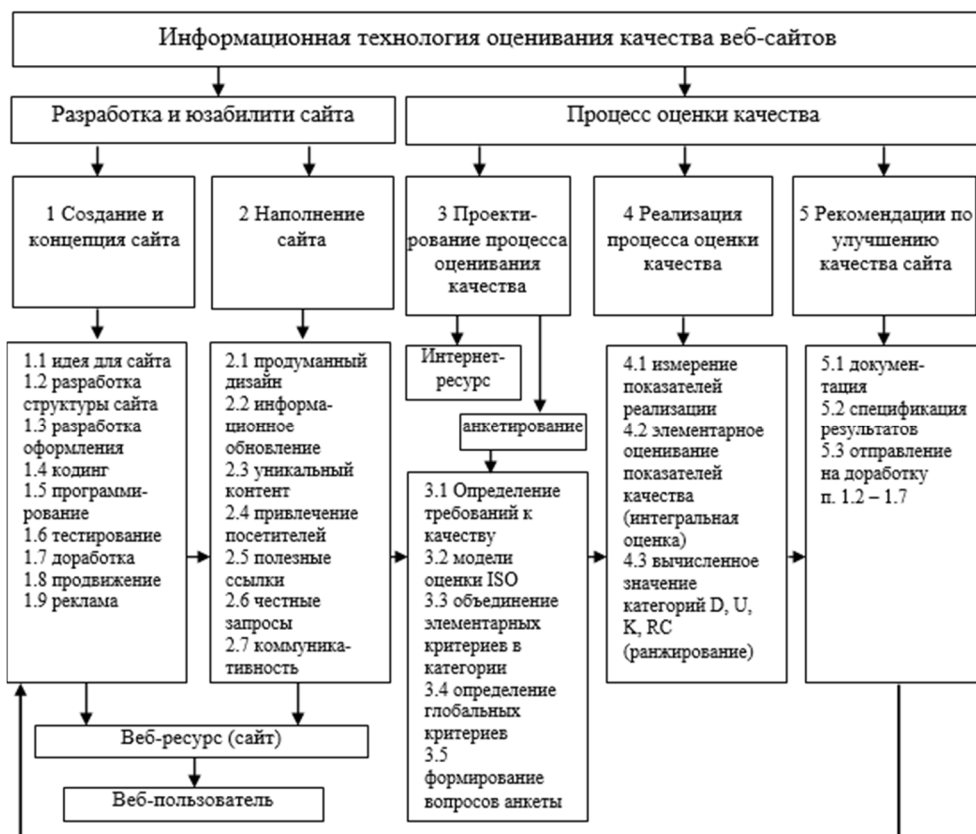 Информационная технология оценивания качества веб-сайтов
Разработка и юзабилити сайта
Процесс оценки качества
1 Создание и
концепция сайта
2 Наполнение
сайта
3 Проекти-
рование процесса
оценивания
качества
4 Реализация
процесса оценки
качества
5 Рекомендации по
улучшению
качества сайта
1.1 идея для сайта
1.2 разработка
структуры сайта
1.3 разработка
оформления
1.4 кодинг
1.5 программи-
рование
1.6 тестирование
1.7 доработка
1.8 продвижение
1.9 реклама
2.1 продуманный
дизайн
2.2 информа-
ционное
обновление
2.3 уникальный
контент
2.4 привлечение
посетителей
2.5 полезные
ссылки
2.6 честные
запросы
2.7 коммуника-
тивность
Интернет-
ресурс
анкетирование
3.1 Определение
требований к
качеству
3.2 модели
оценки ISO
3.3 объединение
элементарных
критериев в
категории
3.4 определение
глобальных
критериев
3.5
формирование
вопросов анкеты
4.1 измерение
показателей
реализации
4.2 элементарное
оценивание
показателей
качества
(интегральная
оценка)
4.3 вычисленное
значение
категорий D, U,
K, RC
(ранжирование)
5.1 докумен-
тация
5.2 спецификация
результатов
5.3 отправление
на доработку
п. 1.2 – 1.7
Веб-ресурс (сайт)
Веб-пользователь